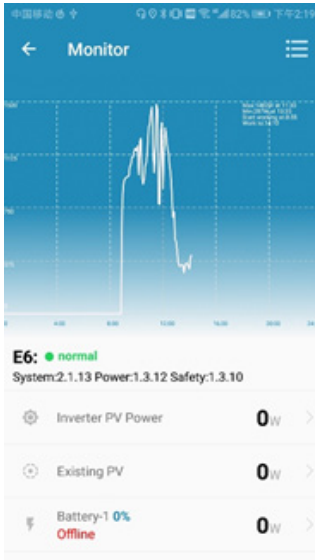 中国移动 82% 下午2:19
Monitor
4:00 8:00 12:00 16:00 20:00 24
E6: normal
System:2.1.13 Power:1.3.12 Safety:1.3.10
Inverter PV Power 0W
Existing PV 0W
Battery-1 0%
Offline 0W